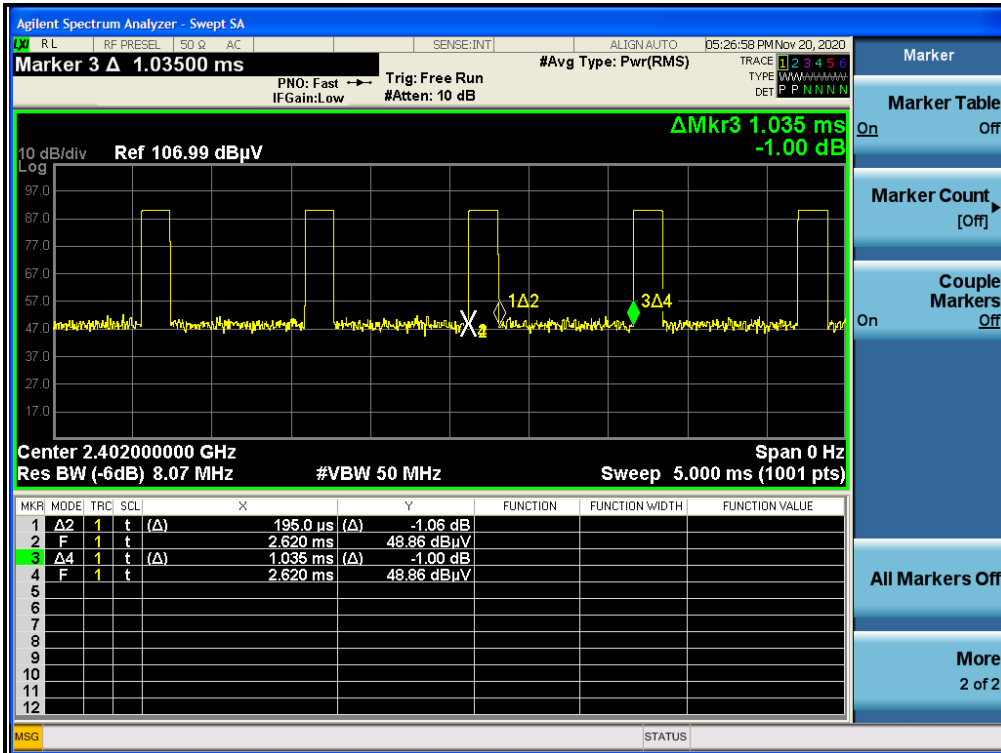 Agilent Spectrum Analyzer - Swept SA
LXI RL RF PRESEL 50 Ω AC SENSE:INT ALIGN AUTO 05:26:58 PM Nov 20, 2020
Marker 3 Δ 1.03500 ms
PNO: Fast
IFGain:Low
Trig: Free Run
#Atten: 10 dB
#Avg Type: Pwr(RMS)
TRACE 1 2 3 4 5 6
TYPE WWWWWW
DET P P N N N N
ΔMkr3 1.035 ms
-1.00 dB
10 dB/div Ref 106.99 dBµV
Log
97.0
87.0
77.0
67.0
57.0
47.0
37.0
27.0
17.0
1Δ2
3Δ4
Center 2.402000000 GHz Span 0 Hz
Res BW (-6dB) 8.07 MHz #VBW 50 MHz Sweep 5.000 ms (1001 pts)
MKR MODE TRC SCL X Y FUNCTION FUNCTION WIDTH FUNCTION VALUE
1 Δ2 1 t (Δ) 195.0 µs (Δ) -1.06 dB
2 F 1 t 2.620 ms 48.86 dBµV
3 Δ4 1 t (Δ) 1.035 ms (Δ) -1.00 dB
4 F 1 t 2.620 ms 48.86 dBµV
5
6
7
8
9
10
11
12
MSG STATUS
Marker
Marker Table
On Off
Marker Count
[Off]
Couple
Markers
On Off
All Markers Off
More
2 of 2